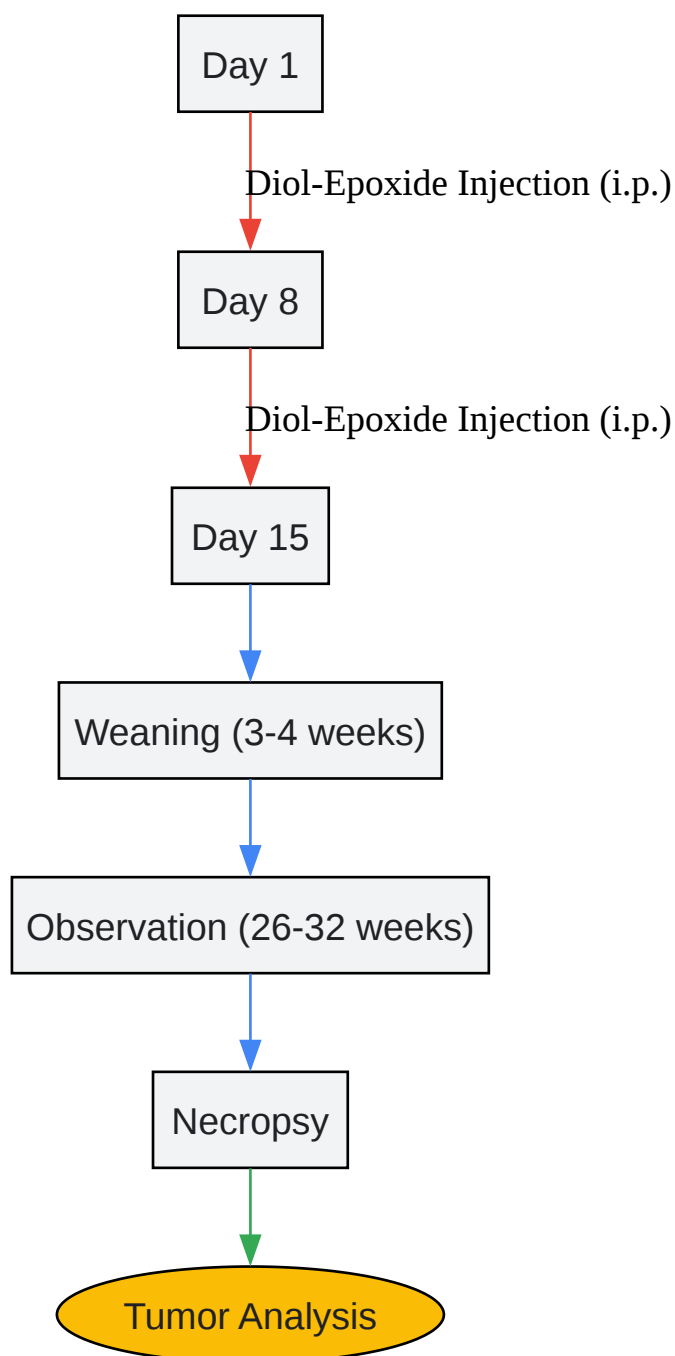 Day 1
Diol-Epoxide Injection (i.p.)
Day 8
Diol-Epoxide Injection (i.p.)
Day 15
Weaning (3-4 weeks)
Observation (26-32 weeks)
Necropsy
Tumor Analysis